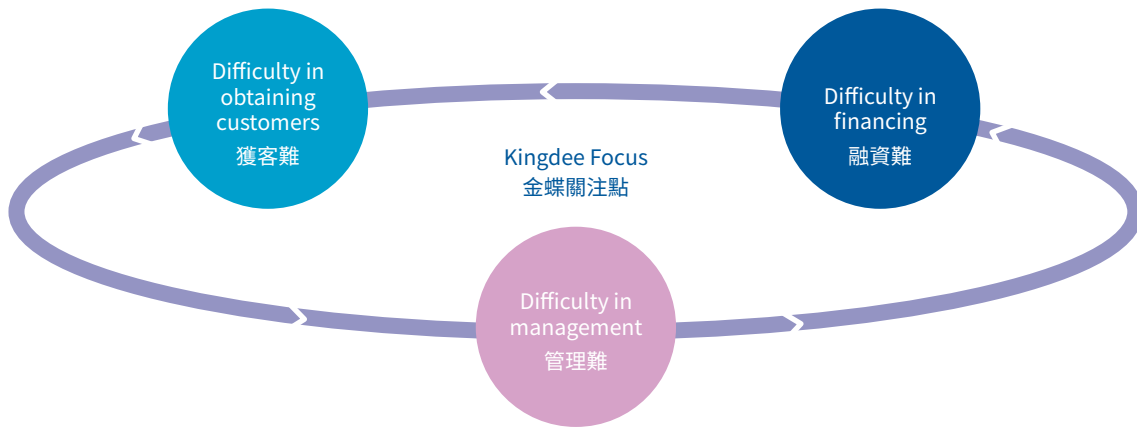 Difficulty in
obtaining
customers
獲客難
Difficulty in
financing
融資難
Kingdee Focus
金蝶關注點
Difficulty in
management
管理難